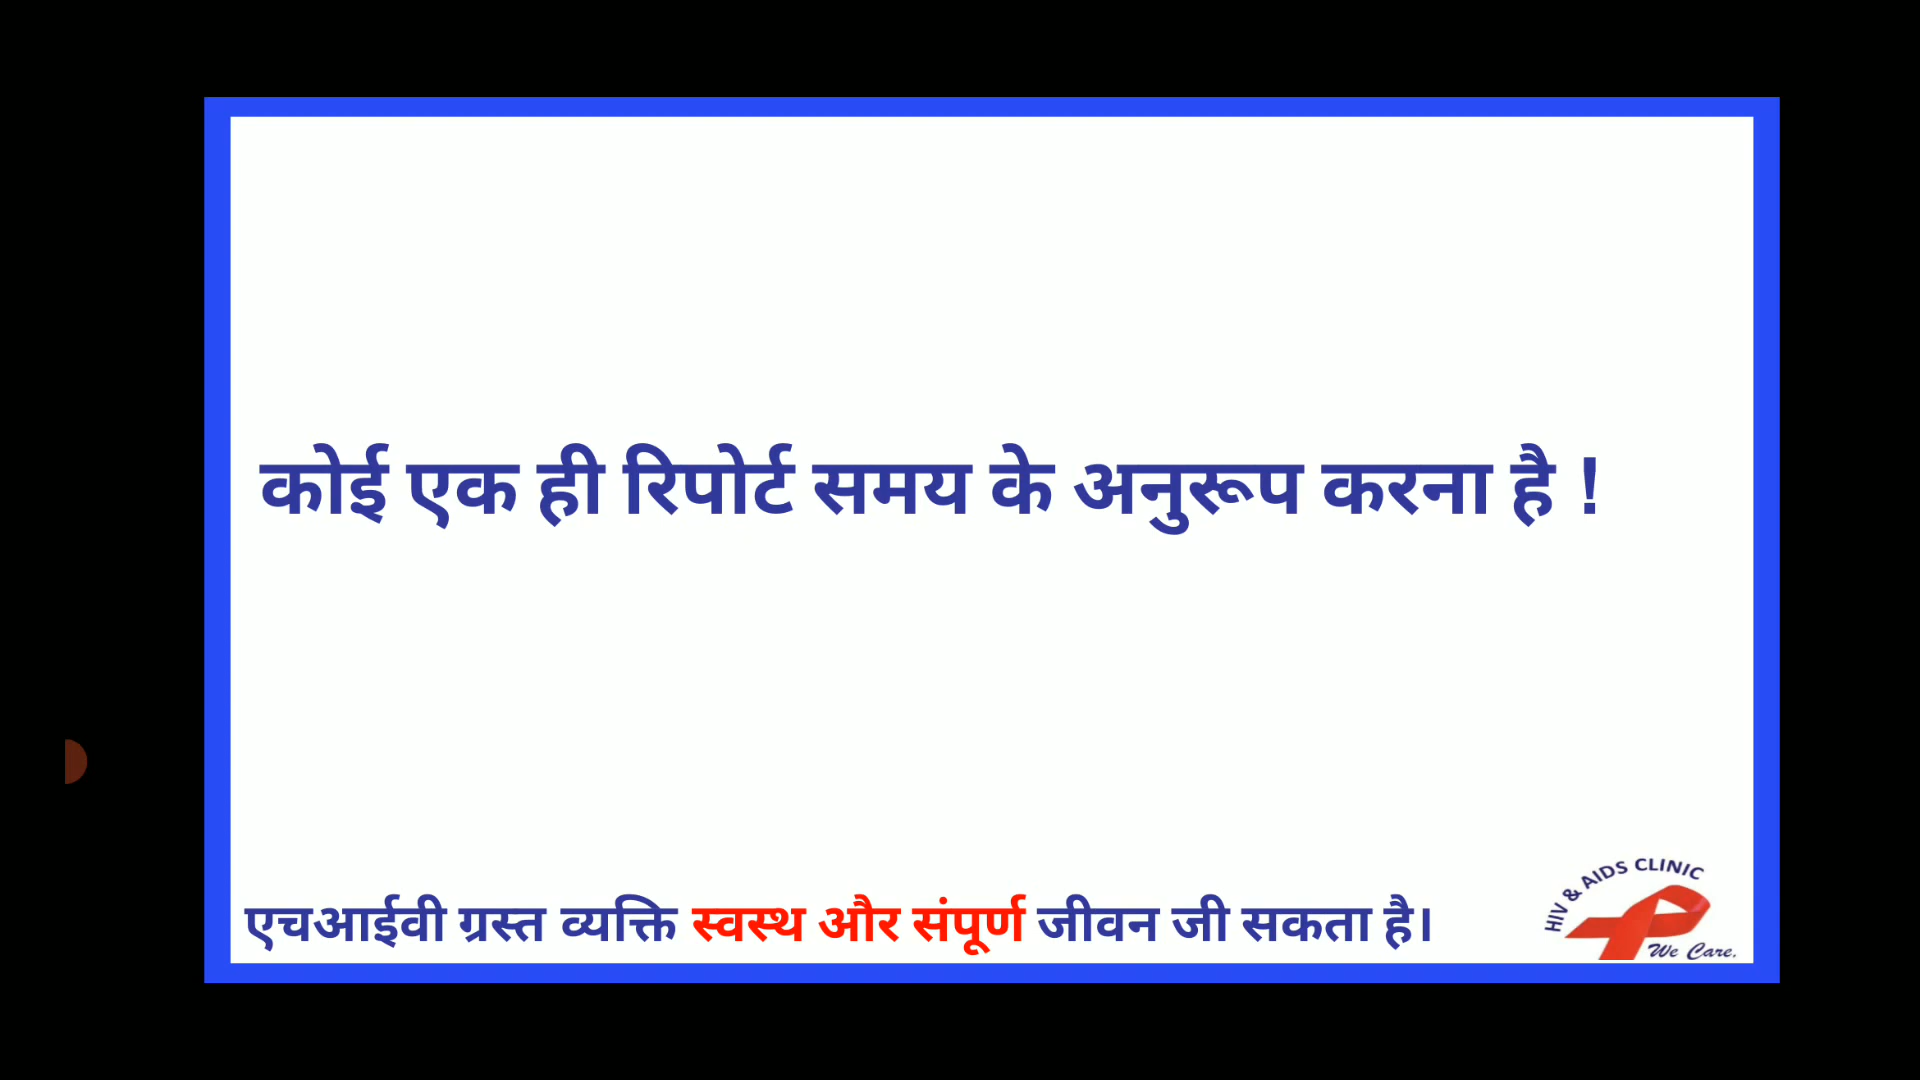 कोई एक ही रिपोर्ट समय के अनुरूप करना है !
एचआईवी ग्रस्त व्यक्ति स्वस्थ और संपूर्ण जीवन जी सकता है।
HIV & AIDS CLINIC
We Care.